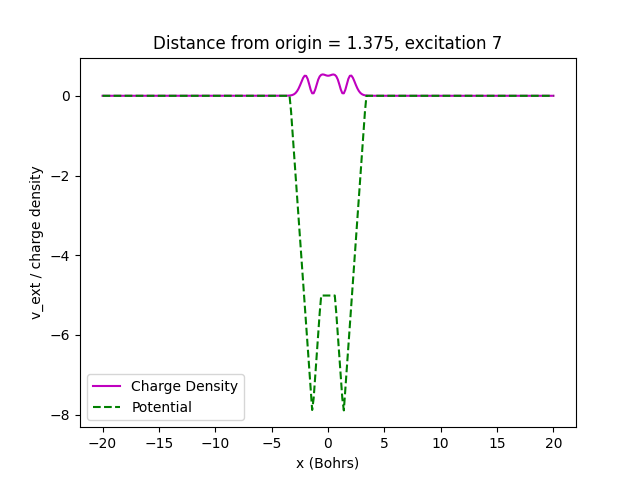 Distance from origin = 1.375, excitation 7
v_ext / charge density
0
−2
−4
−6
−8
Charge Density
Potential
−20
−15
−10
−5
0
5
10
15
20
x (Bohrs)